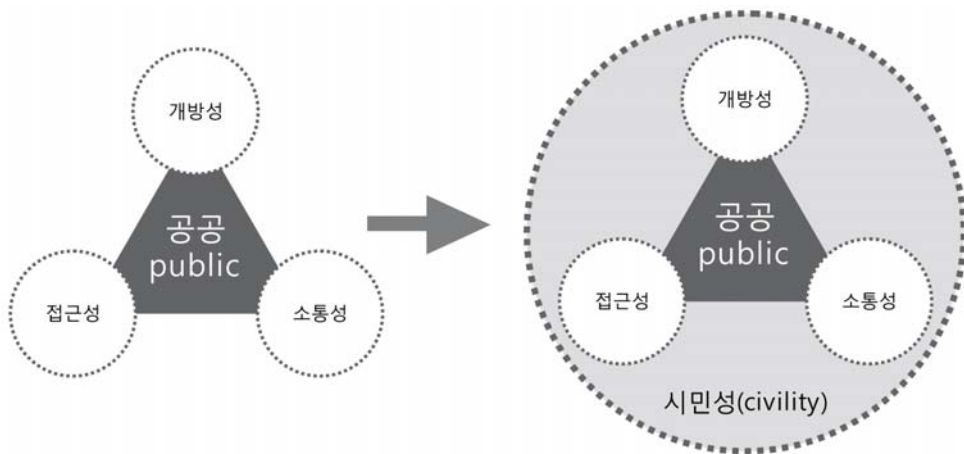 개방성
공공
public
접근성
소통성
개방성
공공
public
접근성
소통성
시민성(civility)